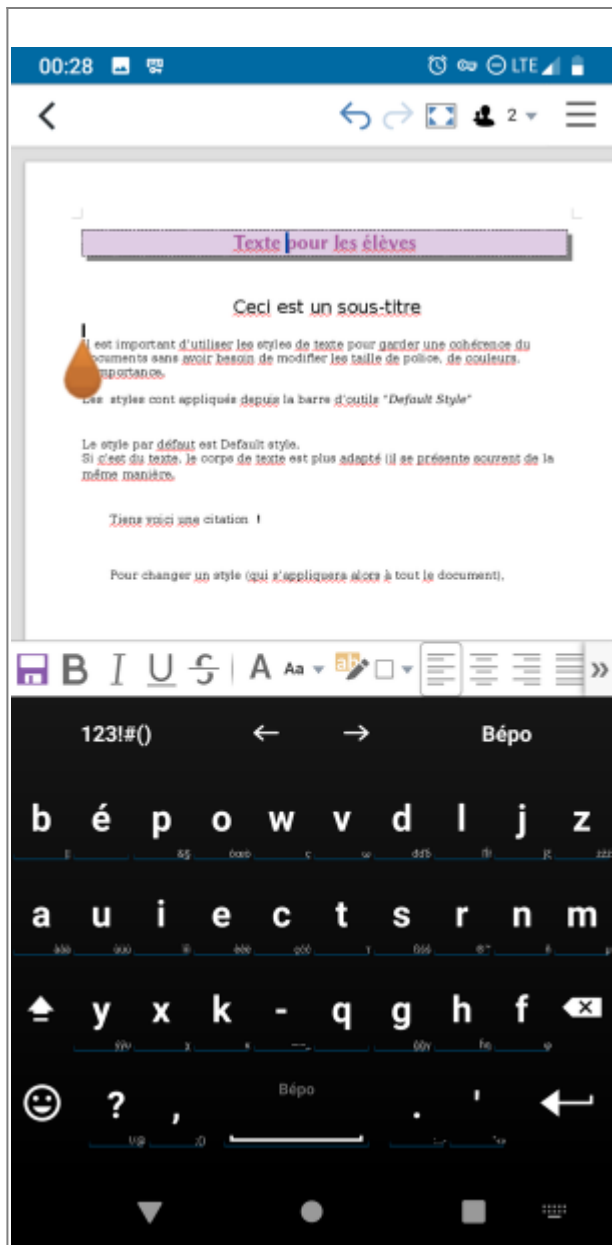 00:28 LTE
2
Texte pour les élèves
Ceci est un sous-titre
est important d'utiliser les styles de texte pour garder une cohérence du
documents sans avoir besoin de modifier les taille de police, de couleurs,
importance.
Les styles cont appliqués depuis la barre d'outils "Default Style"
Le style par défaut est Default style.
Si c'est du texte, le corps de texte est plus adapté (il se présente souvent de la
même manière.
Tiens voici une citation !
Pour changer un style (qui s'appliquera alors à tout le document),
B I U S A Aa ab »
123!#() ← → Bépo
b é p o w v d l j z
a u i e c t s r n m
y x k - q g h f
? , Bépo . '